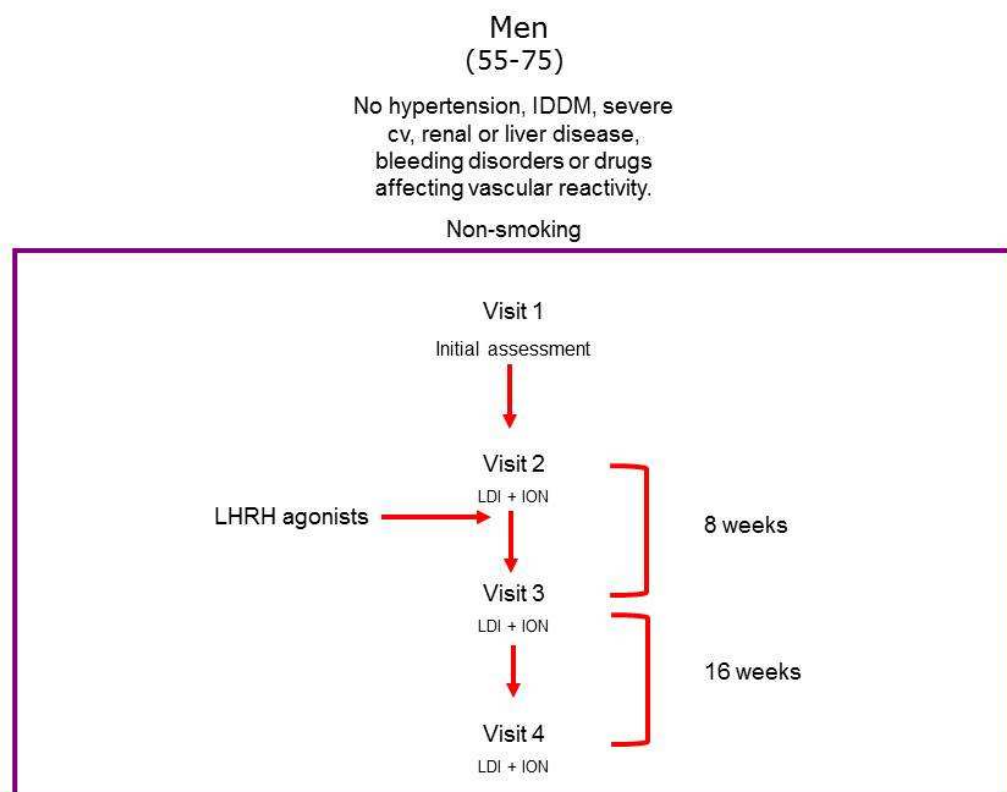 Men
(55-75)
No hypertension, IDDM, severe
cv, renal or liver disease,
bleeding disorders or drugs
affecting vascular reactivity.
Non-smoking
Visit 1
Initial assessment
Visit 2
LDI + ION
LHRH agonists
8 weeks
Visit 3
LDI + ION
16 weeks
Visit 4
LDI + ION